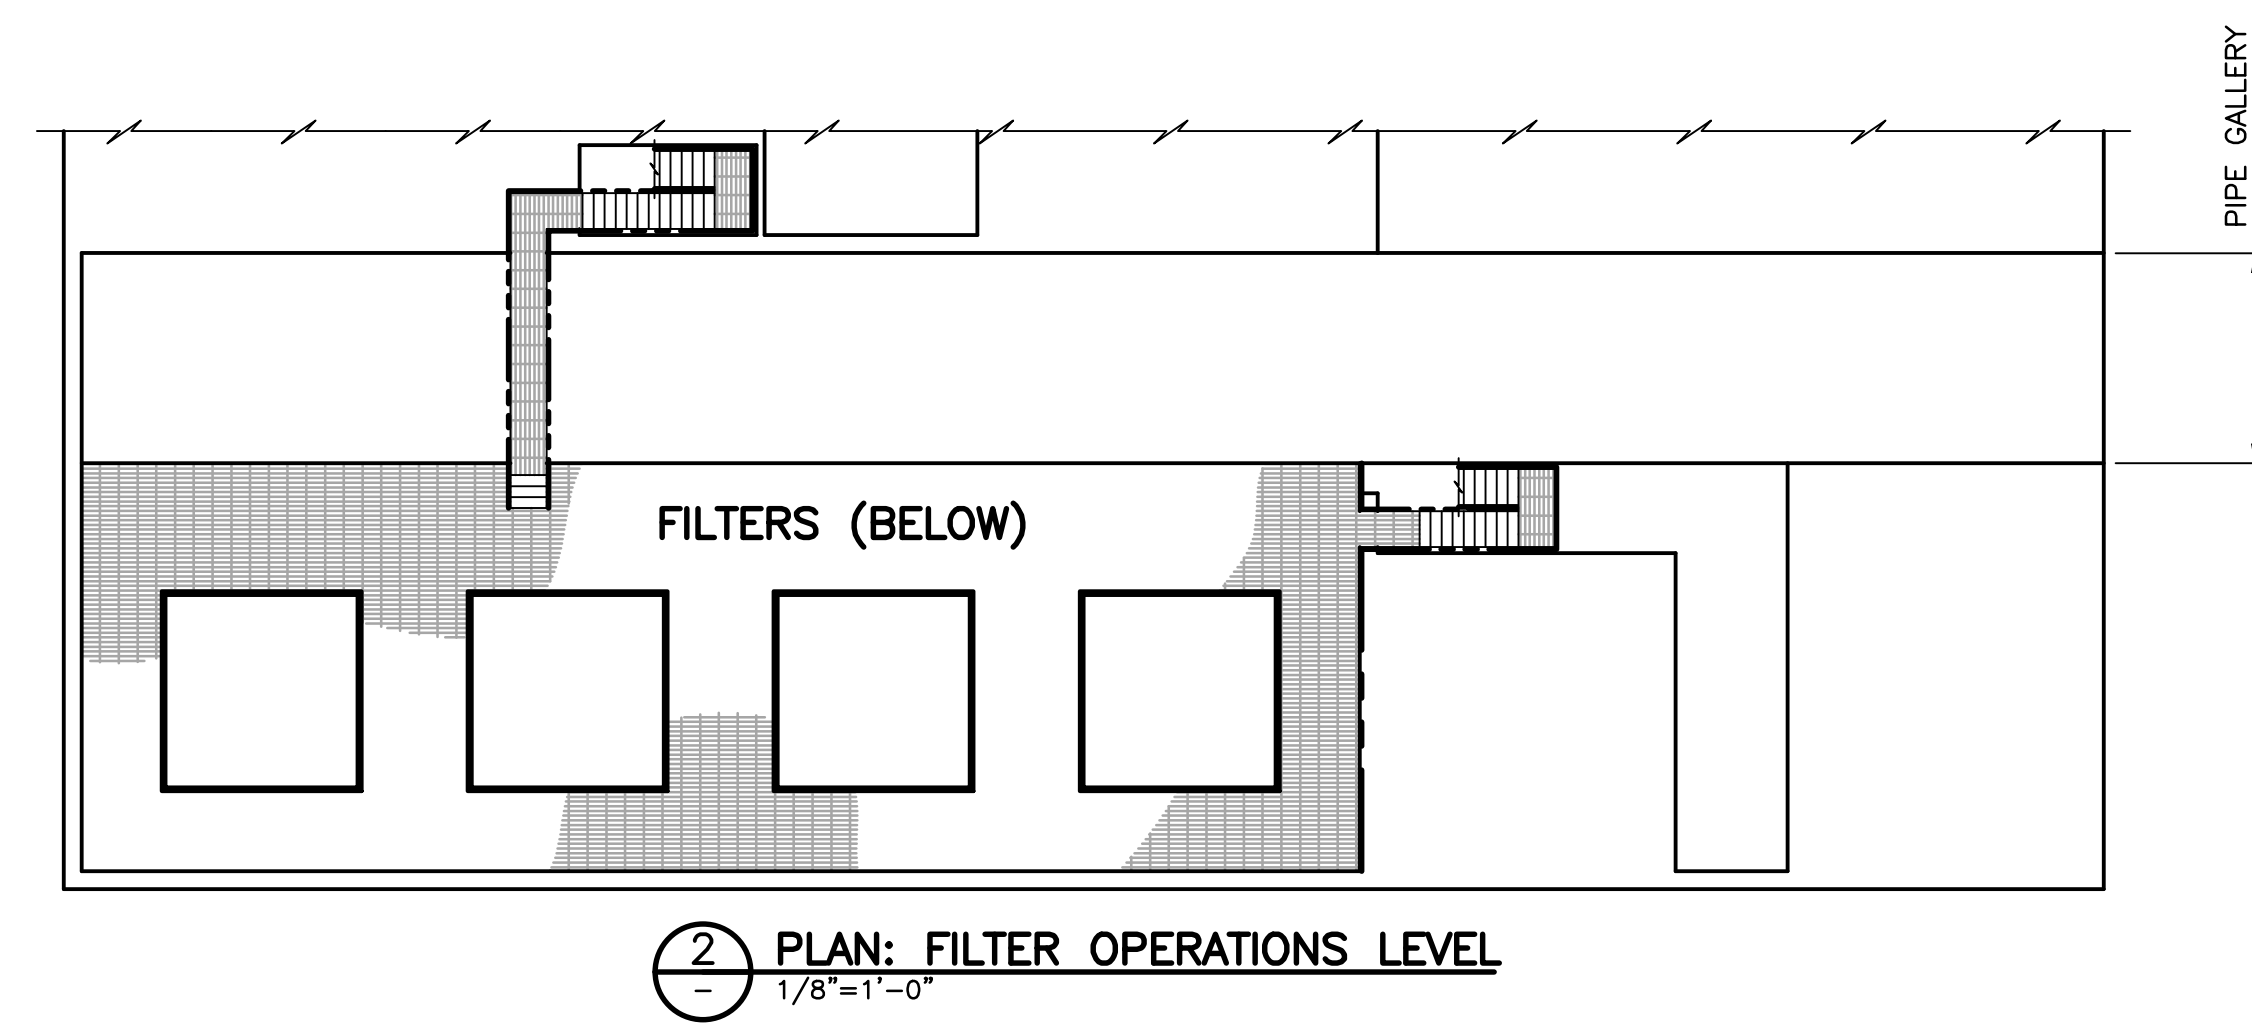 PIPE GALLERY
FILTERS (BELOW)
2
-
PLAN: FILTER OPERATIONS LEVEL
1/8"=1'-0"